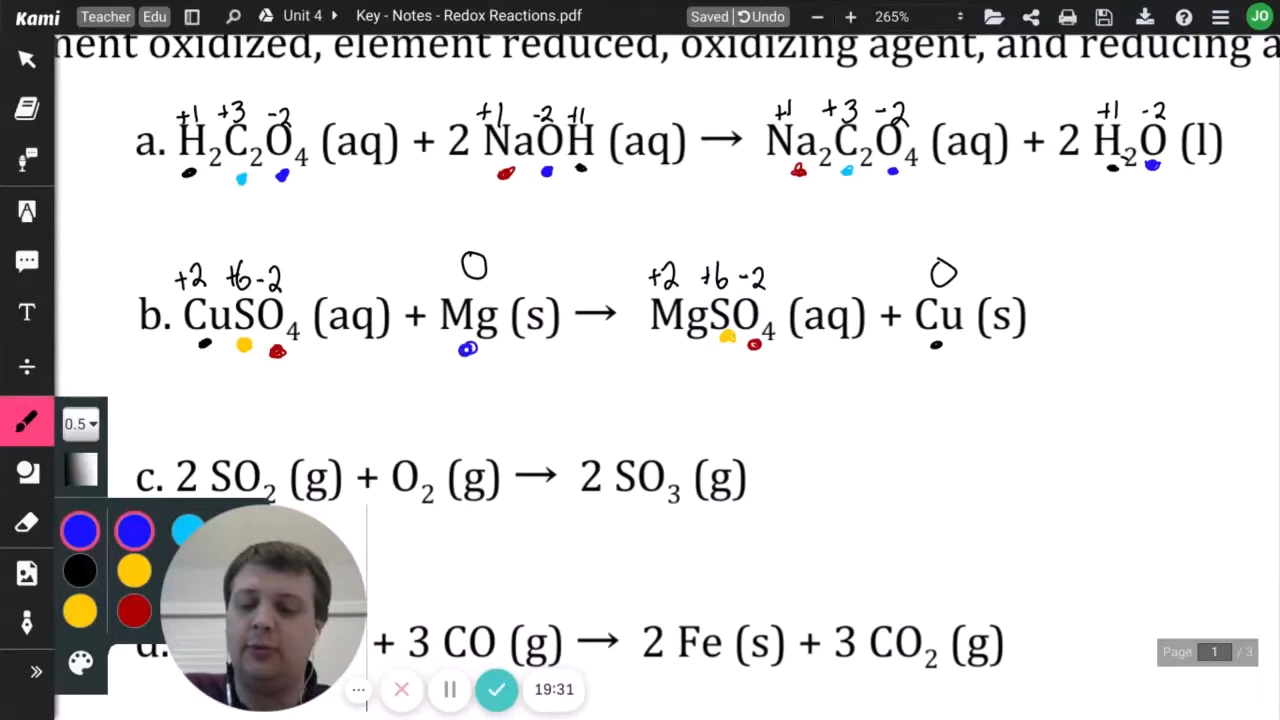 Kami Teacher Edu Unit 4 Key - Notes - Redox Reactions.pdf Saved Undo 265% JO
ment oxidized, element reduced, oxidizing agent, and reducing a
+1 +3 -2 +1 -2 +1 +1 +3 -2 +1 -2
a. H₂C₂O₄ (aq) + 2 NaOH (aq) → Na₂C₂O₄ (aq) + 2 H₂O (l)
+2 +6 -2 0 +2 +6 -2 0
b. CuSO₄ (aq) + Mg (s) → MgSO₄ (aq) + Cu (s)
0.5
c. 2 SO₂ (g) + O₂ (g) → 2 SO₃ (g)
d. + 3 CO (g) → 2 Fe (s) + 3 CO₂ (g)
Page 1 / 3
19:31